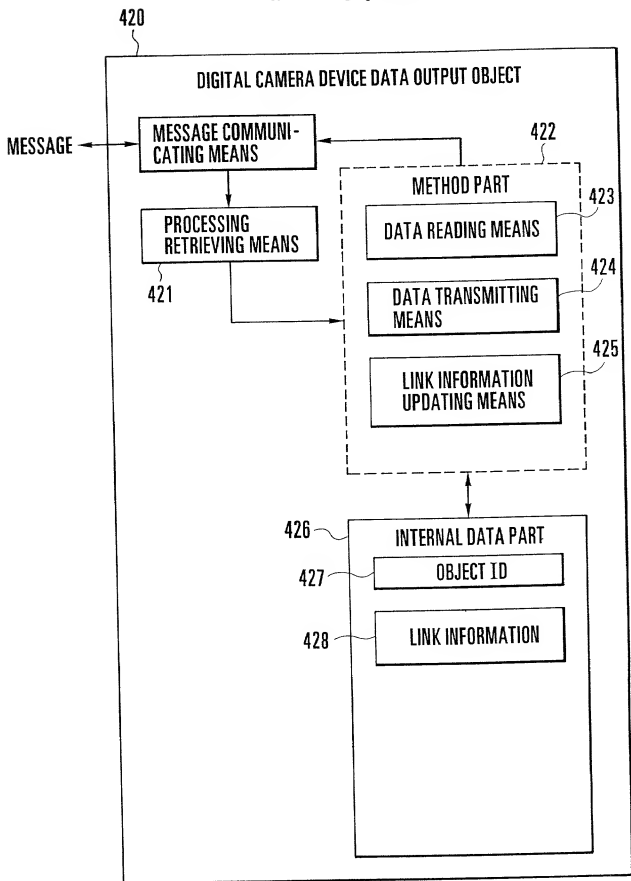 420
DIGITAL CAMERA DEVICE DATA OUTPUT OBJECT
MESSAGE
MESSAGE COMMUNI-
CATING MEANS
422
METHOD PART
PROCESSING
RETRIEVING MEANS
421
DATA READING MEANS
423
DATA TRANSMITTING
MEANS
424
LINK INFORMATION
UPDATING MEANS
425
426
INTERNAL DATA PART
427
OBJECT ID
428
LINK INFORMATION